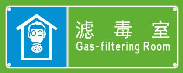 滤毒室
Gas-filtering Room